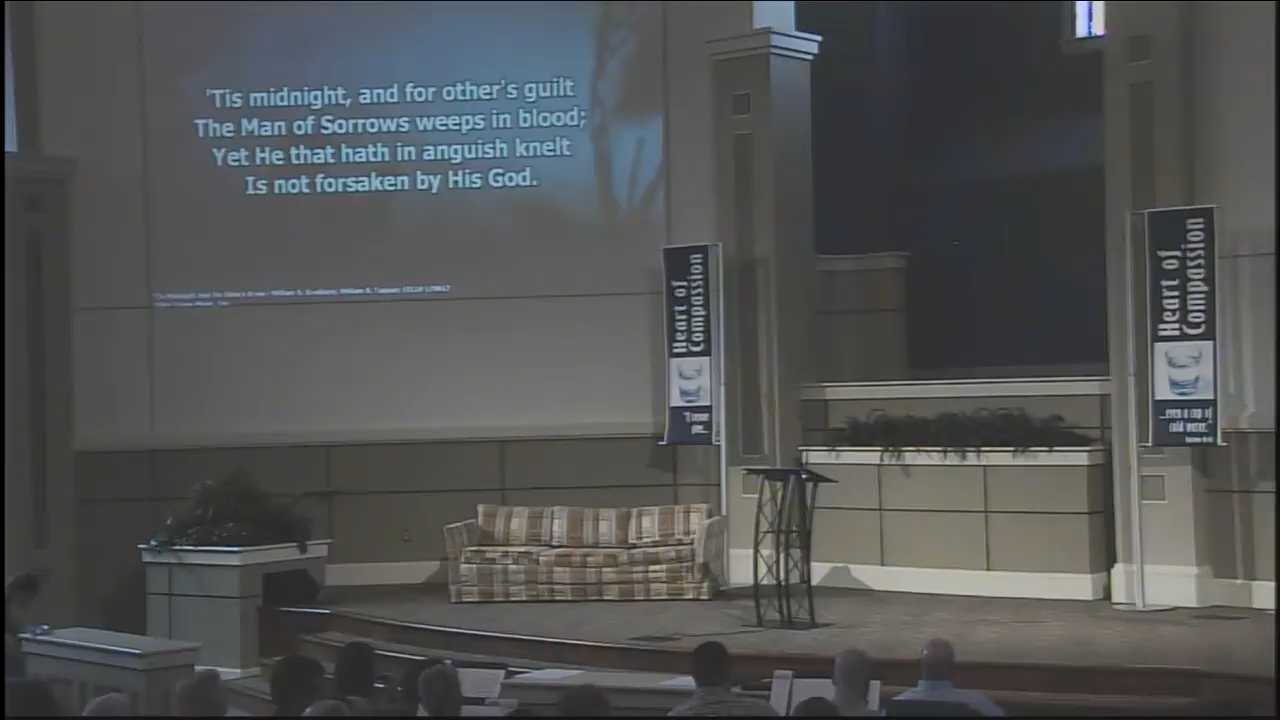 'Tis midnight, and for other's guilt
The Man of Sorrows weeps in blood;
Yet He that hath in anguish knelt
Is not forsaken by His God.
Heart of
Compassion
Heart of
Compassion
...even a cup of
cold water."